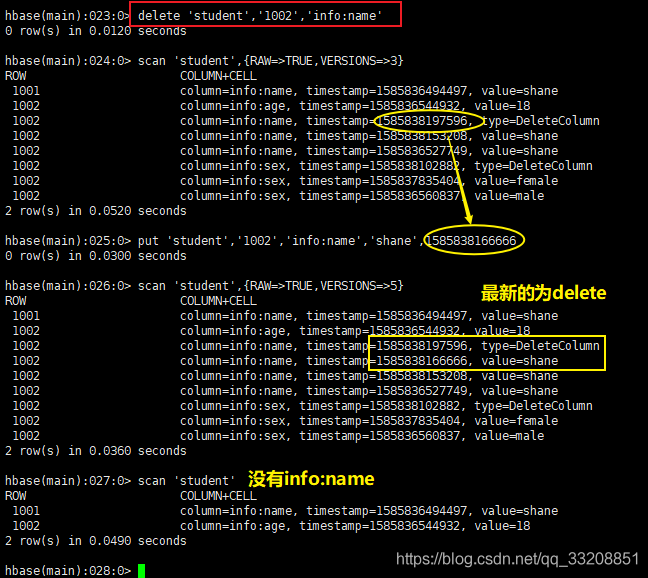 hbase(main):023:0> delete 'student','1002','info:name'
0 row(s) in 0.0120 seconds
hbase(main):024:0> scan 'student',{RAW=>TRUE,VERSIONS=>3}
ROW COLUMN+CELL
1001 column=info:name, timestamp=1585836494497, value=shane
1002 column=info:age, timestamp=1585836544932, value=18
1002 column=info:name, timestamp=1585838197596, type=DeleteColumn
1002 column=info:name, timestamp=1585838153208, value=shane
1002 column=info:name, timestamp=1585836527749, value=shane
1002 column=info:sex, timestamp=1585838102882, type=DeleteColumn
1002 column=info:sex, timestamp=1585837835404, value=female
1002 column=info:sex, timestamp=1585836560837, value=male
2 row(s) in 0.0520 seconds
hbase(main):025:0> put 'student','1002','info:name','shane',1585838166666
0 row(s) in 0.0300 seconds
hbase(main):026:0> scan 'student',{RAW=>TRUE,VERSIONS=>5}
最新的为delete
ROW COLUMN+CELL
1001 column=info:name, timestamp=1585836494497, value=shane
1002 column=info:age, timestamp=1585836544932, value=18
1002 column=info:name, timestamp=1585838197596, type=DeleteColumn
1002 column=info:name, timestamp=1585838166666, value=shane
1002 column=info:name, timestamp=1585838153208, value=shane
1002 column=info:name, timestamp=1585836527749, value=shane
1002 column=info:sex, timestamp=1585838102882, type=DeleteColumn
1002 column=info:sex, timestamp=1585837835404, value=female
1002 column=info:sex, timestamp=1585836560837, value=male
2 row(s) in 0.0360 seconds
hbase(main):027:0> scan 'student' 没有info:name
ROW COLUMN+CELL
1001 column=info:name, timestamp=1585836494497, value=shane
1002 column=info:age, timestamp=1585836544932, value=18
2 row(s) in 0.0490 seconds
https://blog.csdn.net/qq_33208851
hbase(main):028:0>